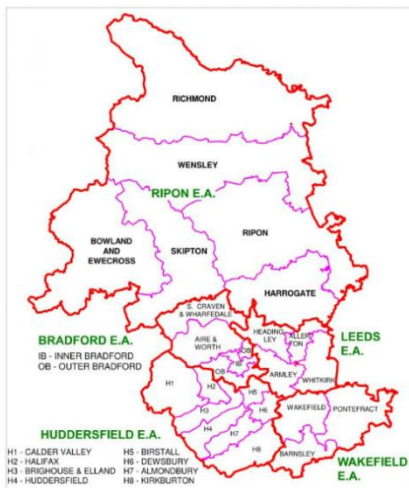 RICHMOND
WENSLEY
RIPON E.A.
BOWLAND
AND
EWECROSS
SKIPTON
RIPON
HARROGATE
S. CRAVEN
& WHARFEDALE
BRADFORD E.A.
IB - INNER BRADFORD
OB - OUTER BRADFORD
AIRE &
WORTH
HEADING
LEY
ALLER
TON
LEEDS
E.A.
OB
IB
OB
ARMLEY
WHITKIRK
H1
H2
H3
H4
H5
H6
H7
H8
WAKEFIELD
PONTEFRACT
BARNSLEY
HUDDERSFIELD E.A.
WAKEFIELD
E.A.
H1 - CALDER VALLEY
H2 - HALIFAX
H3 - BRIGHOUSE & ELLAND
H4 - HUDDERSFIELD
H5 - BIRSTALL
H6 - DEWSBURY
H7 - ALMONDBURY
H8 - KIRKBURTON